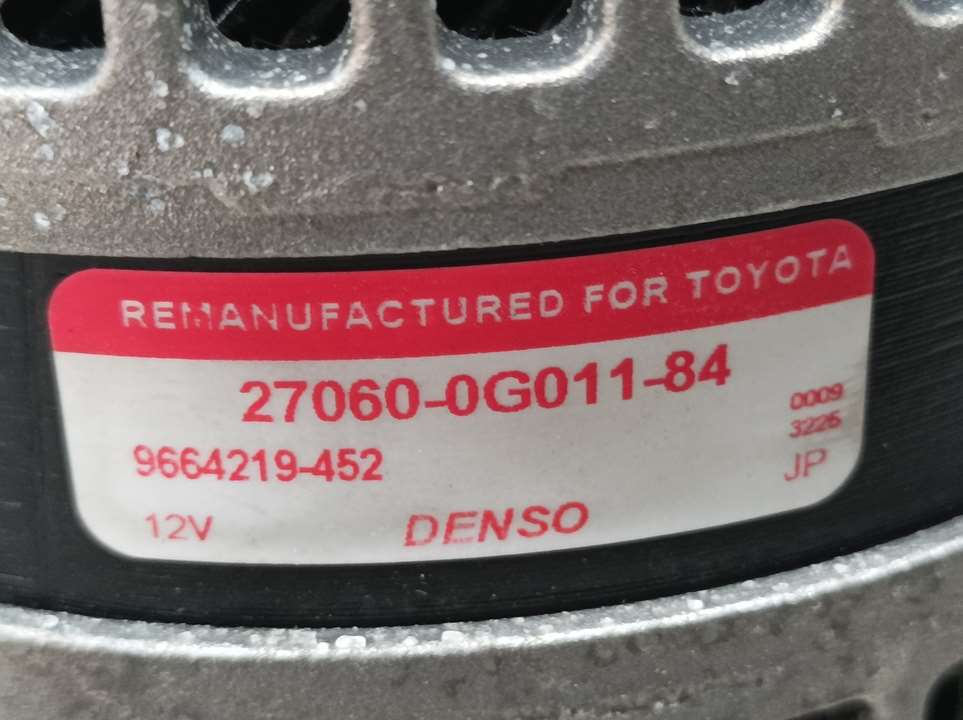 REMANUFACTURED FOR TOYOTA
27060-0G011-84
0009
9664219-452
3226
JP
12V
DENSO